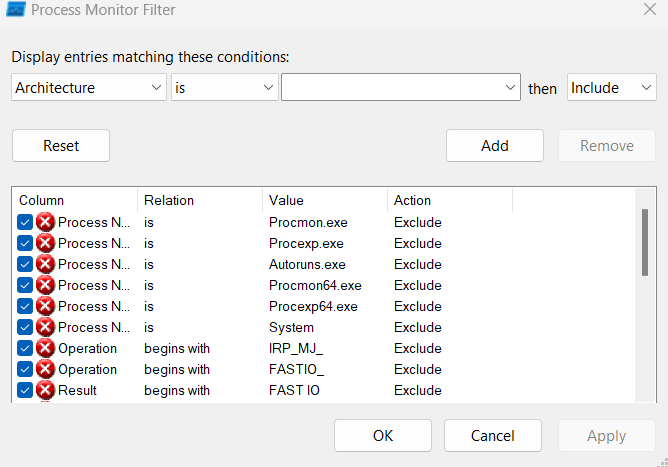 Process Monitor Filter
Display entries matching these conditions:
Architecture is then Include
Reset Add Remove
Column Relation Value Action
Process N... is Procmon.exe Exclude
Process N... is Procexp.exe Exclude
Process N... is Autoruns.exe Exclude
Process N... is Procmon64.exe Exclude
Process N... is Procexp64.exe Exclude
Process N... is System Exclude
Operation begins with IRP_MJ_ Exclude
Operation begins with FASTIO_ Exclude
Result begins with FAST IO Exclude
OK Cancel Apply